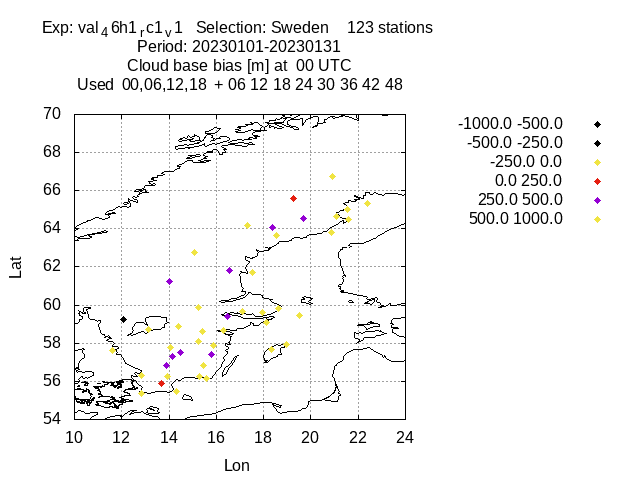 Exp: val46h1rc1v1 Selection: Sweden 123 stations
Period: 20230101-20230131
Cloud base bias [m] at 00 UTC
Used 00,06,12,18 + 06 12 18 24 30 36 42 48
-1000.0 -500.0
-500.0 -250.0
-250.0 0.0
0.0 250.0
250.0 500.0
500.0 1000.0
70
68
66
64
62
60
58
56
54
Lat
10 12 14 16 18 20 22 24
Lon